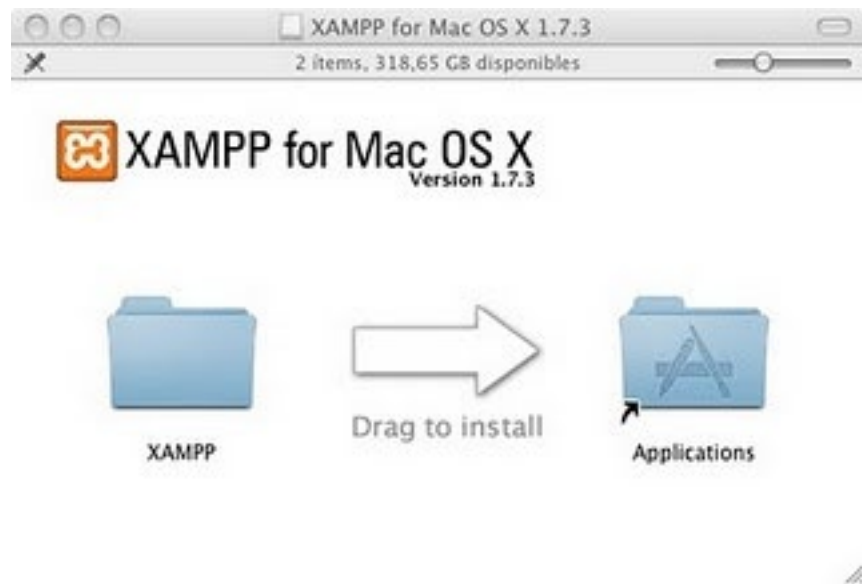 XAMPP for Mac OS X 1.7.3
2 ítems, 318,65 GB disponibles
XAMPP for Mac OS X
Version 1.7.3
Drag to install
XAMPP
Applications